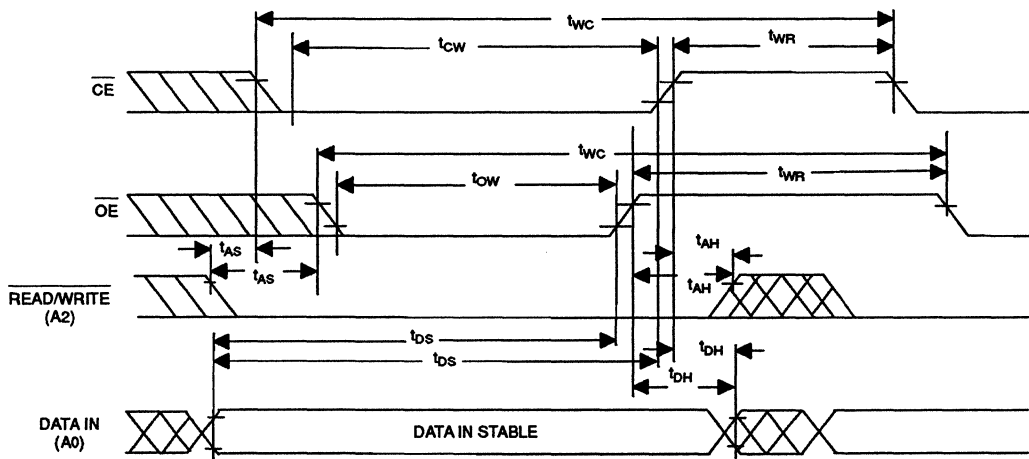 tWC
tCW
tWR
CE
tWC
tOW
tWR
OE
tAS
tAH
tAS
tAH
READ/WRITE
(A2)
tDS
tDS
tDH
tDH
DATA IN
(A0)
DATA IN STABLE